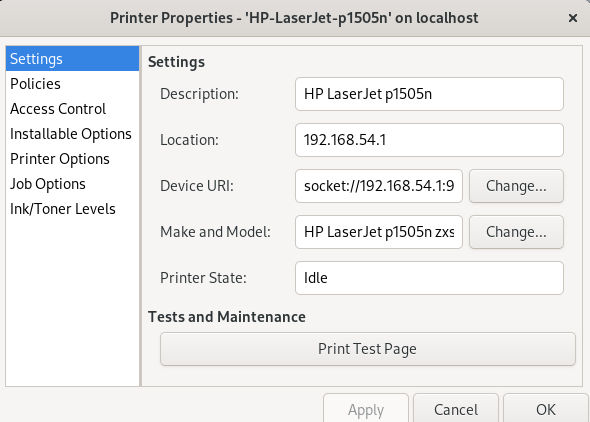 Printer Properties - 'HP-LaserJet-p1505n' on localhost
Settings
Policies
Access Control
Installable Options
Printer Options
Job Options
Ink/Toner Levels
Settings
Description: HP LaserJet p1505n
Location: 192.168.54.1
Device URI: socket://192.168.54.1:9 Change...
Make and Model: HP LaserJet p1505n zxs Change...
Printer State: Idle
Tests and Maintenance
Print Test Page
Apply Cancel OK